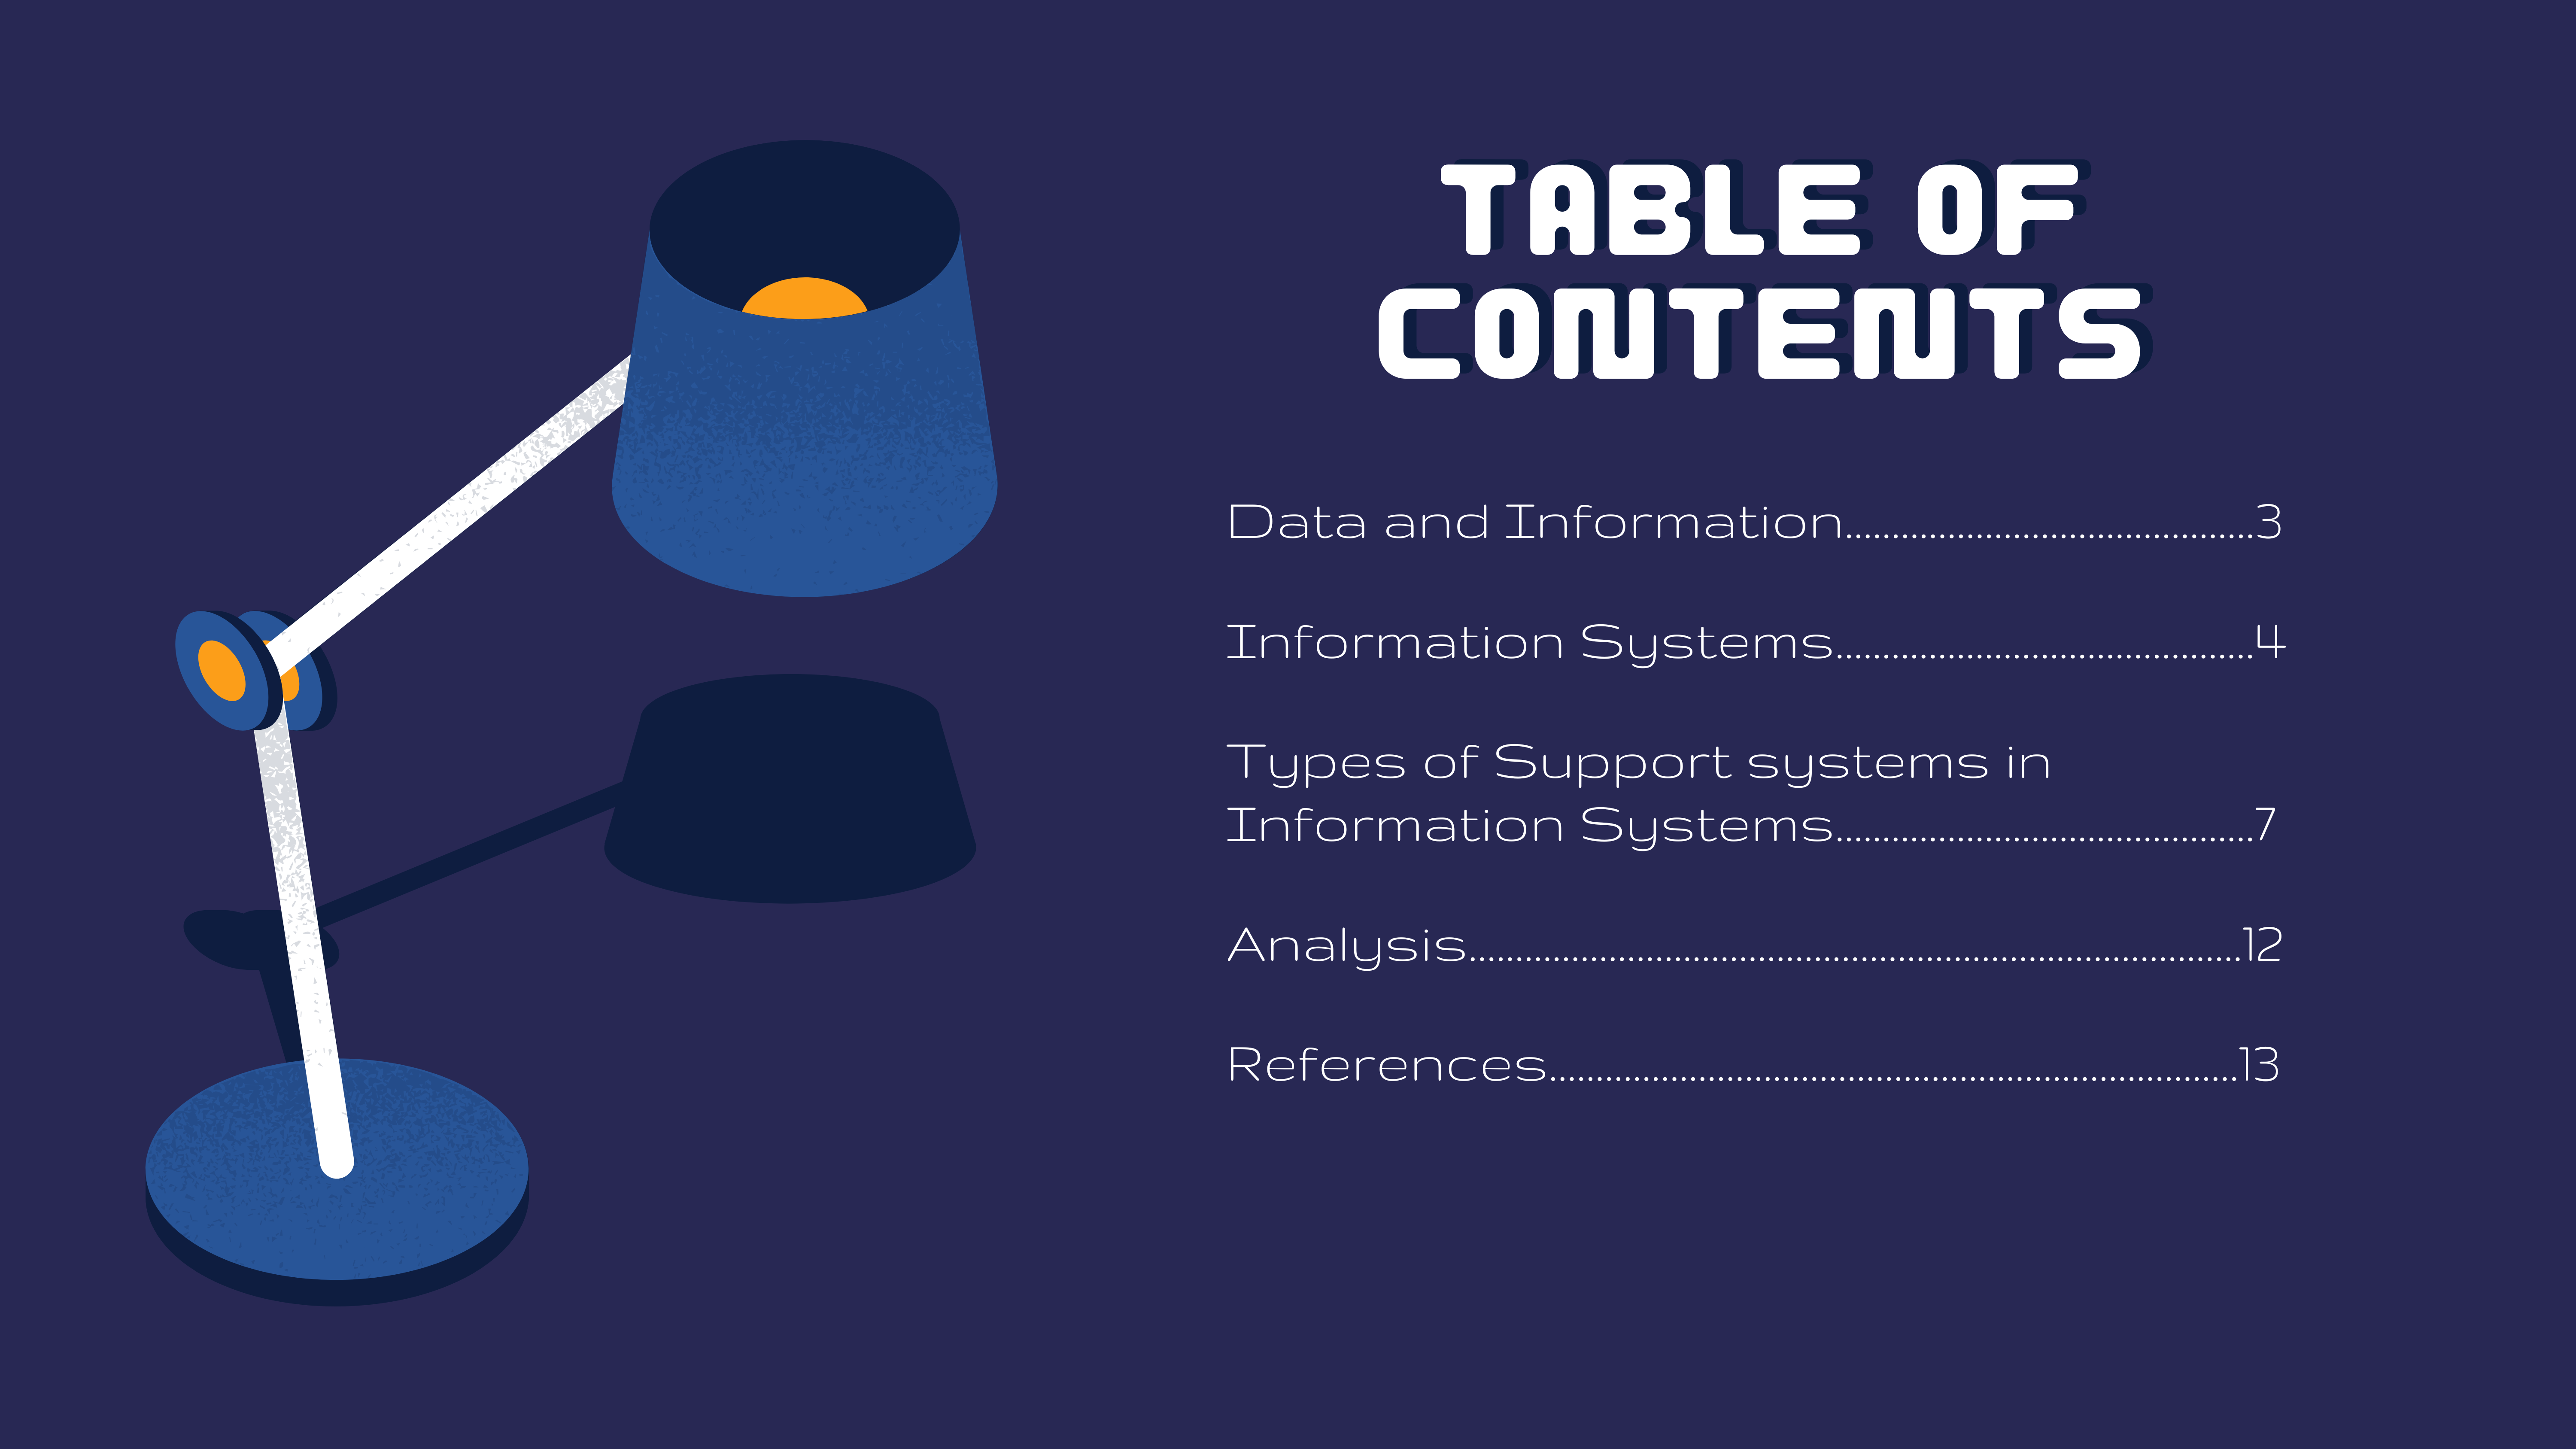 TABLE OF
CONTENTS
Data and Information............................................3
Information Systems.............................................4
Types of Support systems in
Information Systems.............................................7
Analysis...................................................................................12
References..........................................................................13